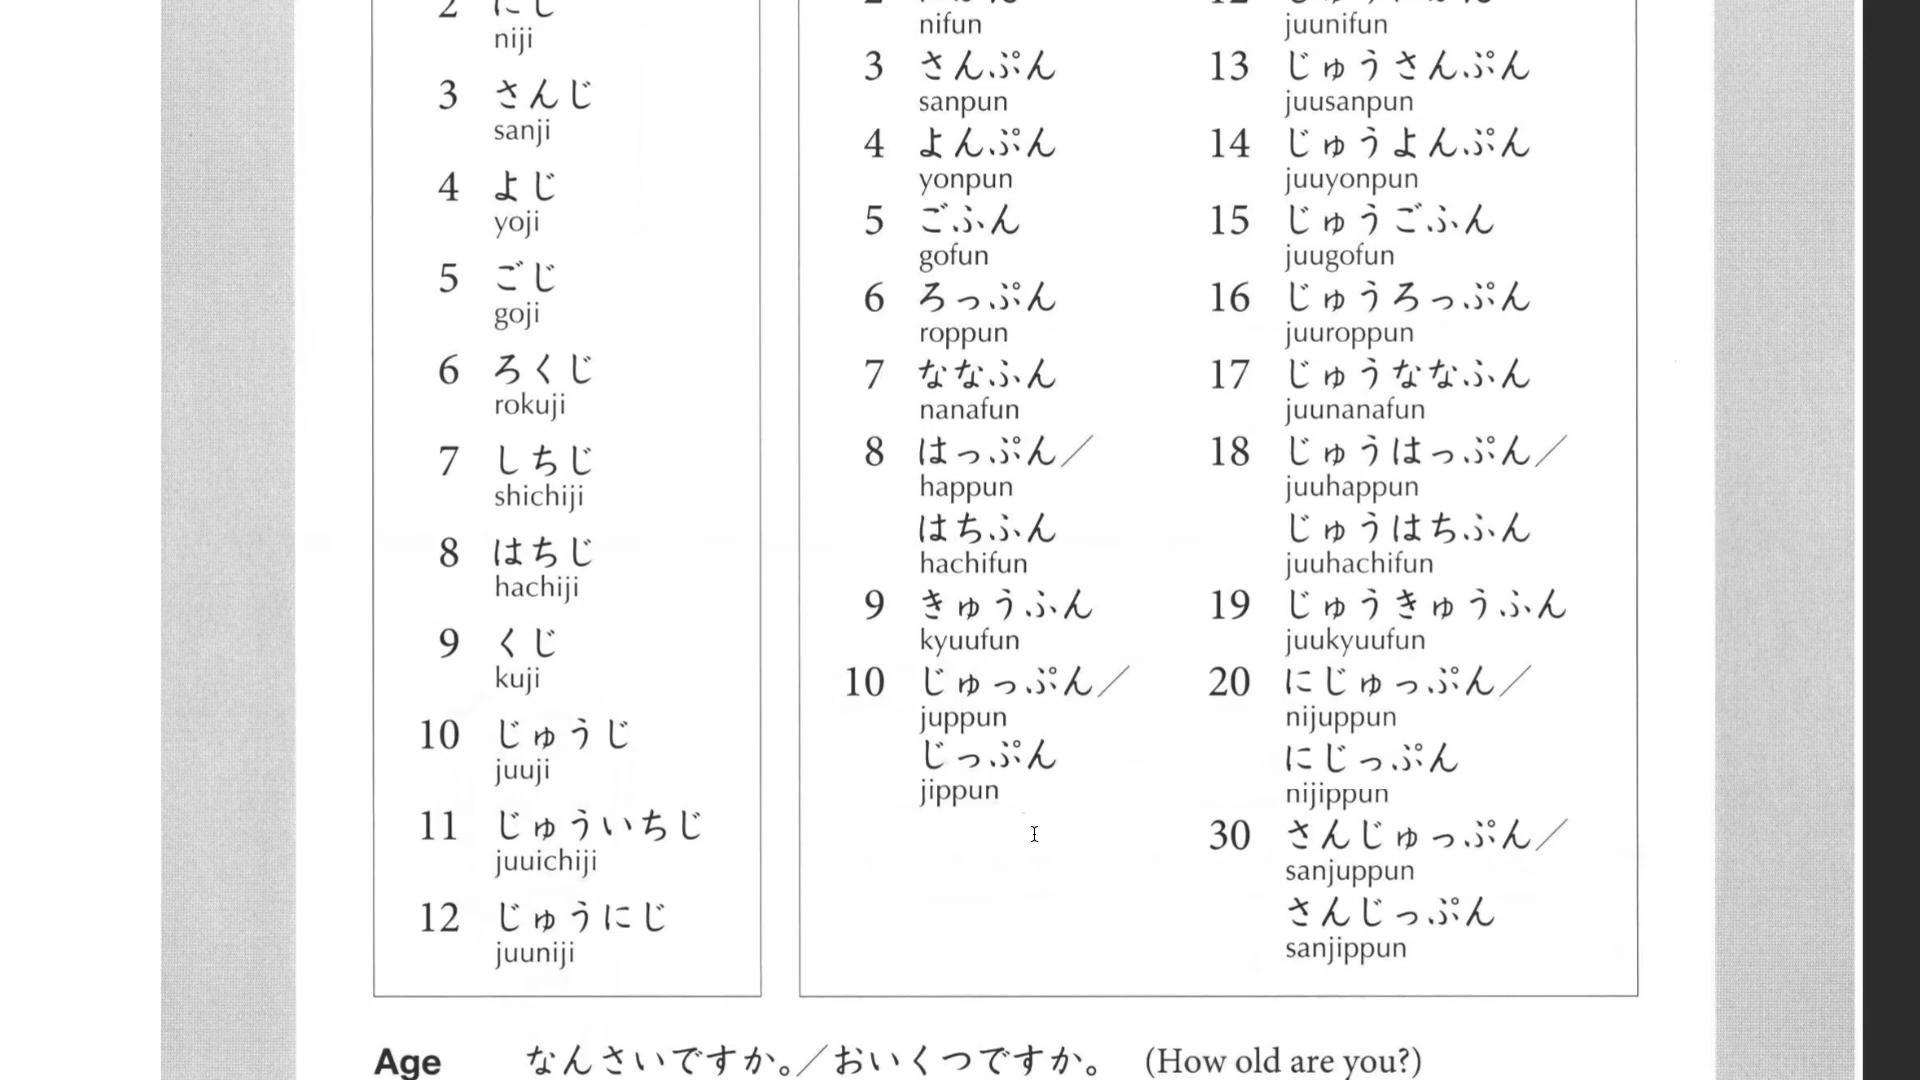 2 にじ
niji
3 さんじ
sanji
4 よじ
yoji
5 ごじ
goji
6 ろくじ
rokuji
7 しちじ
shichiji
8 はちじ
hachiji
9 くじ
kuji
10 じゅうじ
juuji
11 じゅういちじ
juuichiji
12 じゅうにじ
juuniji
nifun
3 さんぷん
sanpun
4 よんぷん
yonpun
5 ごふん
gofun
6 ろっぷん
roppun
7 ななふん
nanafun
8 はっぷん／
happun
はちふん
hachifun
9 きゅうふん
kyuufun
10 じゅっぷん／
juppun
じっぷん
jippun
juunifun
13 じゅうさんぷん
juusanpun
14 じゅうよんぷん
juuyonpun
15 じゅうごふん
juugofun
16 じゅうろっぷん
juuroppun
17 じゅうななふん
juunanafun
18 じゅうはっぷん／
juuhappun
じゅうはちふん
juuhachifun
19 じゅうきゅうふん
juukyuufun
20 にじゅっぷん／
nijuppun
にじっぷん
nijippun
30 さんじゅっぷん／
sanjuppun
さんじっぷん
sanjippun
Age なんさいですか。／おいくつですか。 (How old are you?)